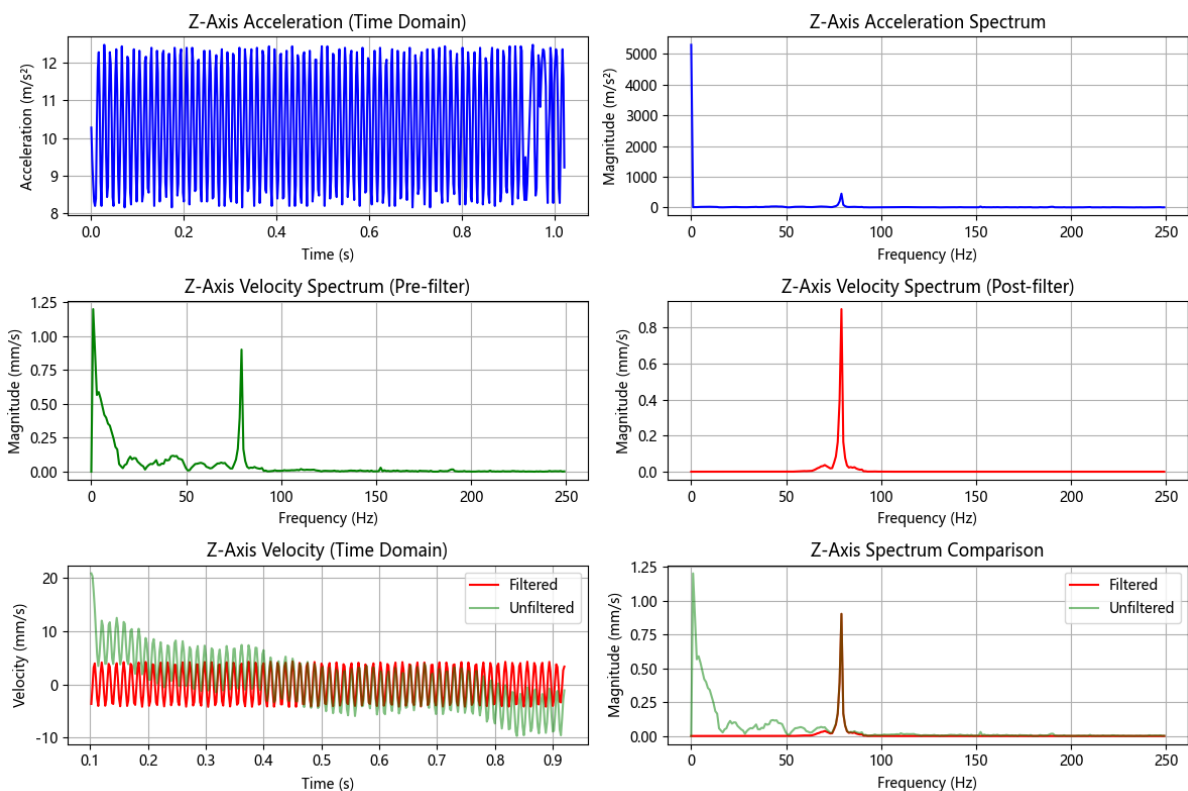 Z-Axis Acceleration (Time Domain)
Acceleration (m/s²)
12
11
10
9
8
0.0 0.2 0.4 0.6 0.8 1.0
Time (s)
Z-Axis Acceleration Spectrum
Magnitude (m/s²)
5000
4000
3000
2000
1000
0
0 50 100 150 200 250
Frequency (Hz)
Z-Axis Velocity Spectrum (Pre-filter)
Magnitude (mm/s)
1.25
1.00
0.75
0.50
0.25
0.00
0 50 100 150 200 250
Frequency (Hz)
Z-Axis Velocity Spectrum (Post-filter)
Magnitude (mm/s)
0.8
0.6
0.4
0.2
0.0
0 50 100 150 200 250
Frequency (Hz)
Z-Axis Velocity (Time Domain)
Velocity (mm/s)
20
10
0
-10
Filtered
Unfiltered
0.1 0.2 0.3 0.4 0.5 0.6 0.7 0.8 0.9
Time (s)
Z-Axis Spectrum Comparison
Magnitude (mm/s)
1.25
1.00
0.75
0.50
0.25
0.00
Filtered
Unfiltered
0 50 100 150 200 250
Frequency (Hz)